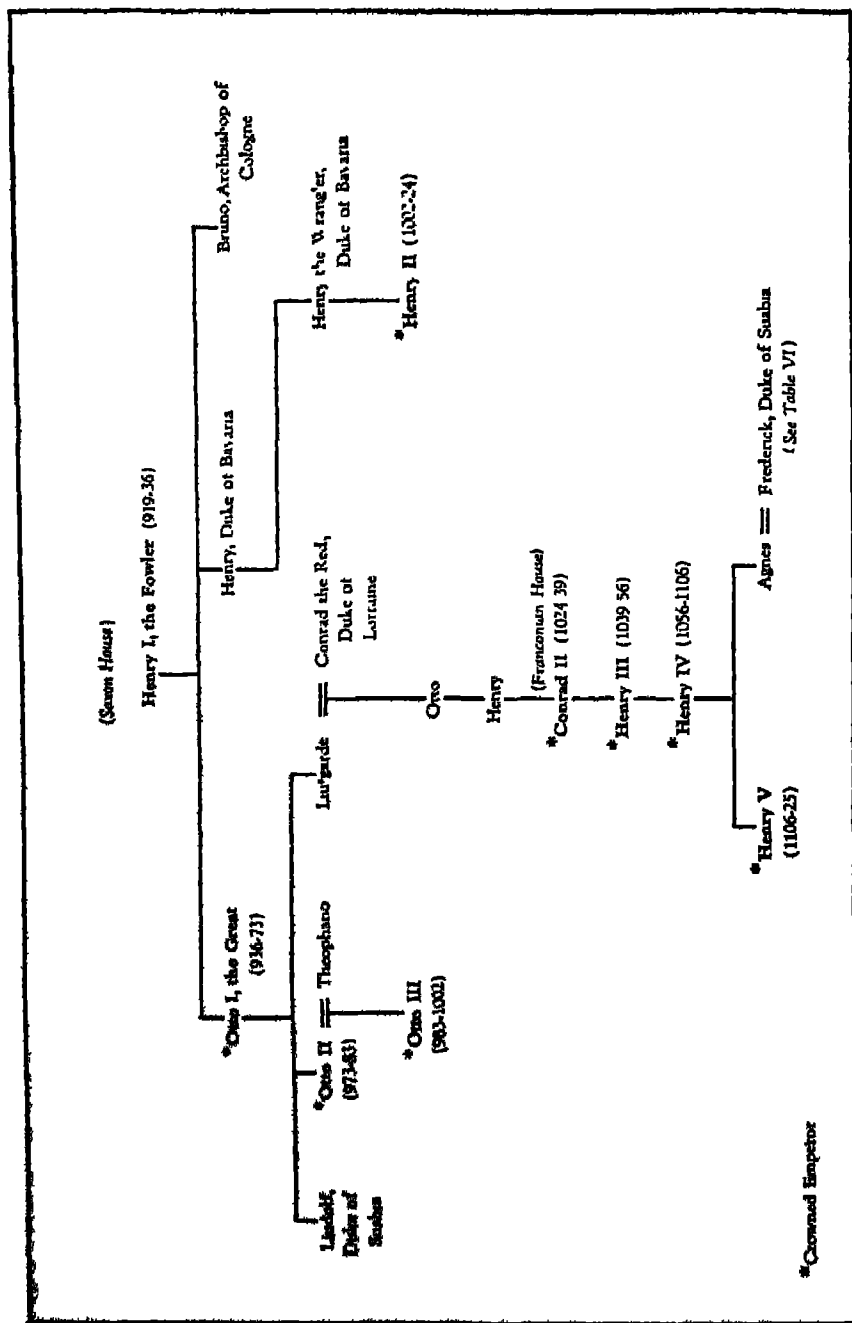 (Saxon House)
Henry I, the Fowler (919-36)
*Otto I, the Great
(936-73)
Henry, Duke of Bavaria
Bruno, Archbishop of
Cologne
Liudolf,
Duke of
Suabia
*Otto II == Theophano
(973-83)
Liutgarde == Conrad the Red,
Duke of
Lorraine
Henry the Wrangler,
Duke of Bavaria
*Otto III
(983-1002)
Otto
*Henry II (1002-24)
Henry
(Franconian House)
*Conrad II (1024 39)
*Henry III (1039 56)
*Henry IV (1056-1106)
*Henry V
(1106-25)
Agnes == Frederick, Duke of Suabia
(See Table VI)
*Crowned Emperor